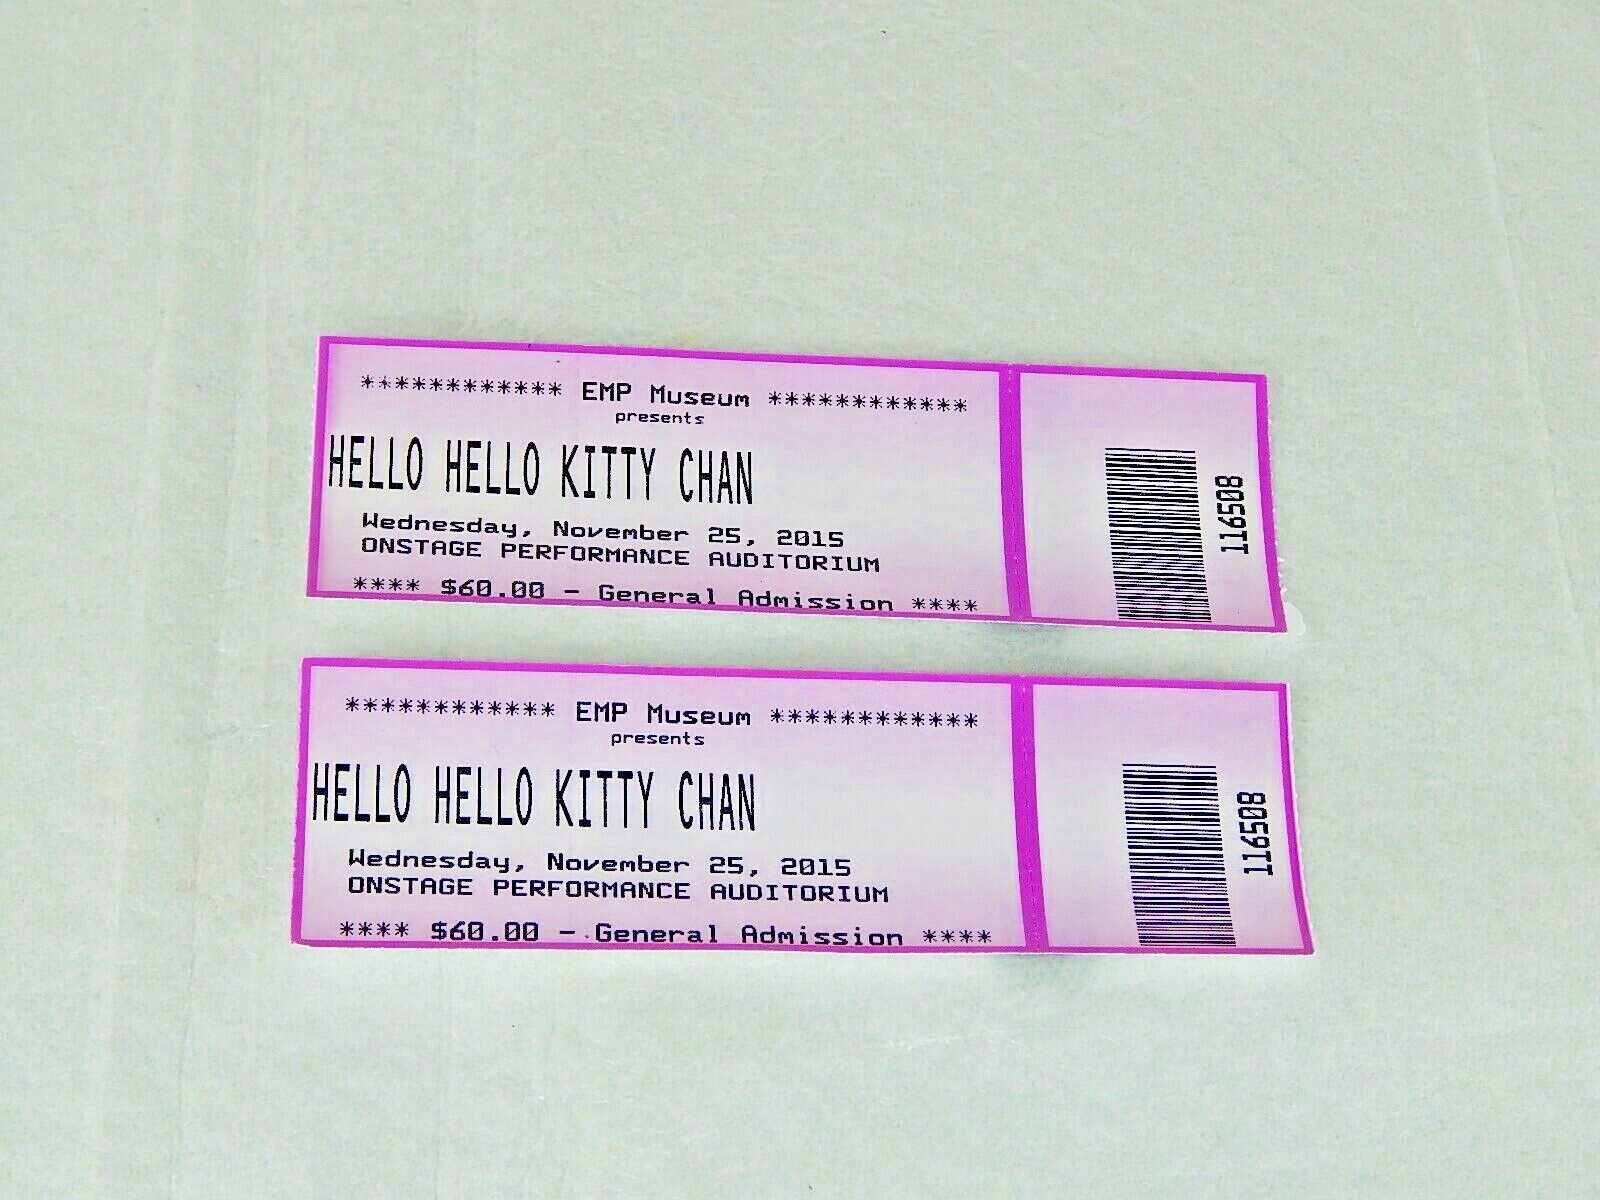 ************ EMP Museum ************
presents
HELLO HELLO KITTY CHAN
Wednesday, November 25, 2015
ONSTAGE PERFORMANCE AUDITORIUM
**** $60.00 - General Admission ****
116508
************ EMP Museum ************
presents
HELLO HELLO KITTY CHAN
Wednesday, November 25, 2015
ONSTAGE PERFORMANCE AUDITORIUM
**** $60.00 - General Admission ****
116508